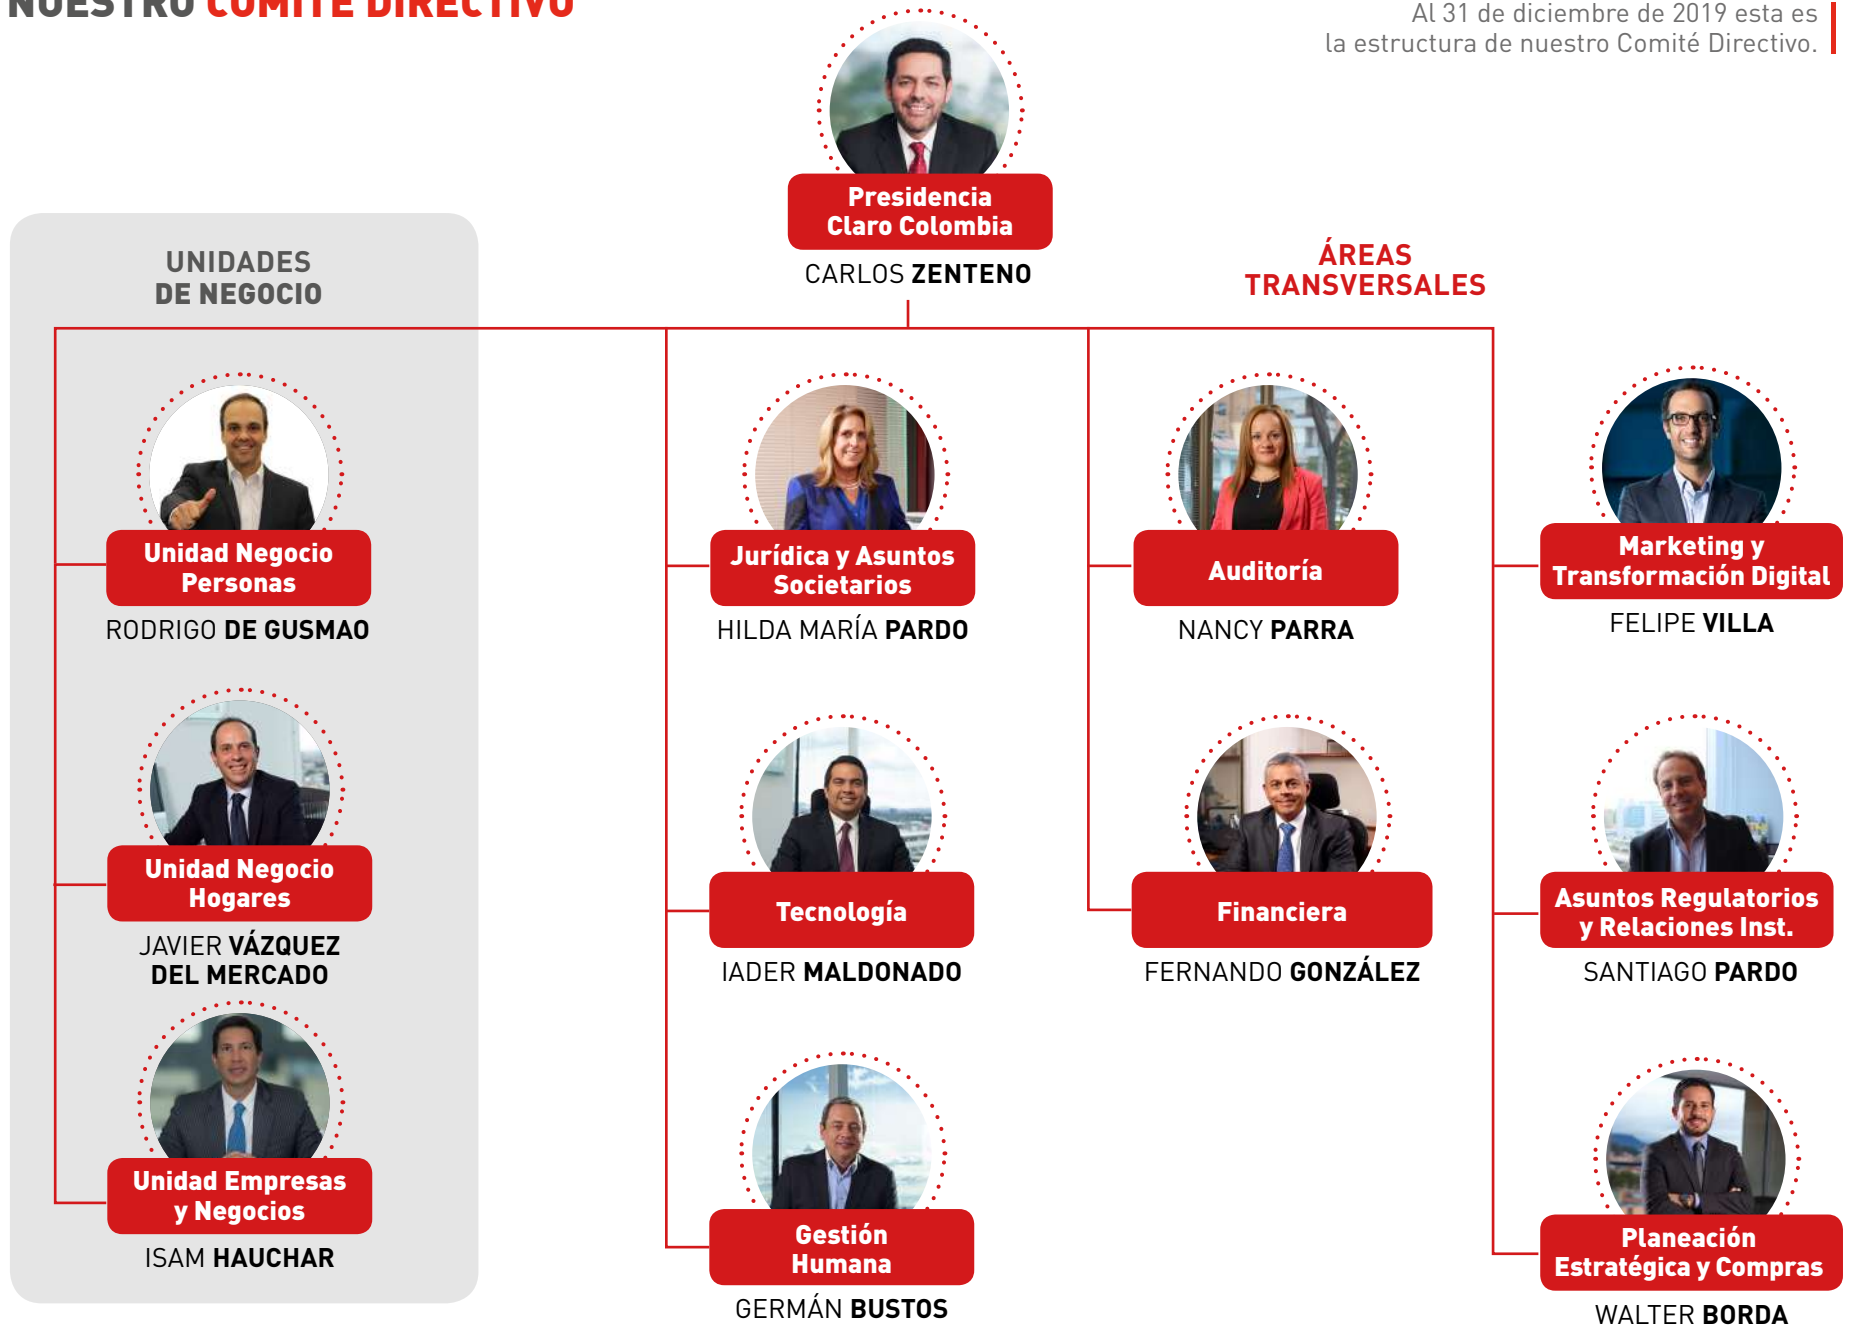 NUESTRO COMITÉ DIRECTIVO
Al 31 de diciembre de 2019 esta es
la estructura de nuestro Comité Directivo.
Presidencia
Claro Colombia
CARLOS ZENTENO
UNIDADES
DE NEGOCIO
ÁREAS
TRANSVERSALES
Unidad Negocio
Personas
RODRIGO DE GUSMAO
Jurídica y Asuntos
Societarios
HILDA MARÍA PARDO
Auditoría
NANCY PARRA
Marketing y
Transformación Digital
FELIPE VILLA
Unidad Negocio
Hogares
JAVIER VÁZQUEZ
DEL MERCADO
Tecnología
IADER MALDONADO
Financiera
FERNANDO GONZÁLEZ
Asuntos Regulatorios
y Relaciones Inst.
SANTIAGO PARDO
Unidad Empresas
y Negocios
ISAM HAUCHAR
Gestión
Humana
GERMÁN BUSTOS
Planeación
Estratégica y Compras
WALTER BORDA